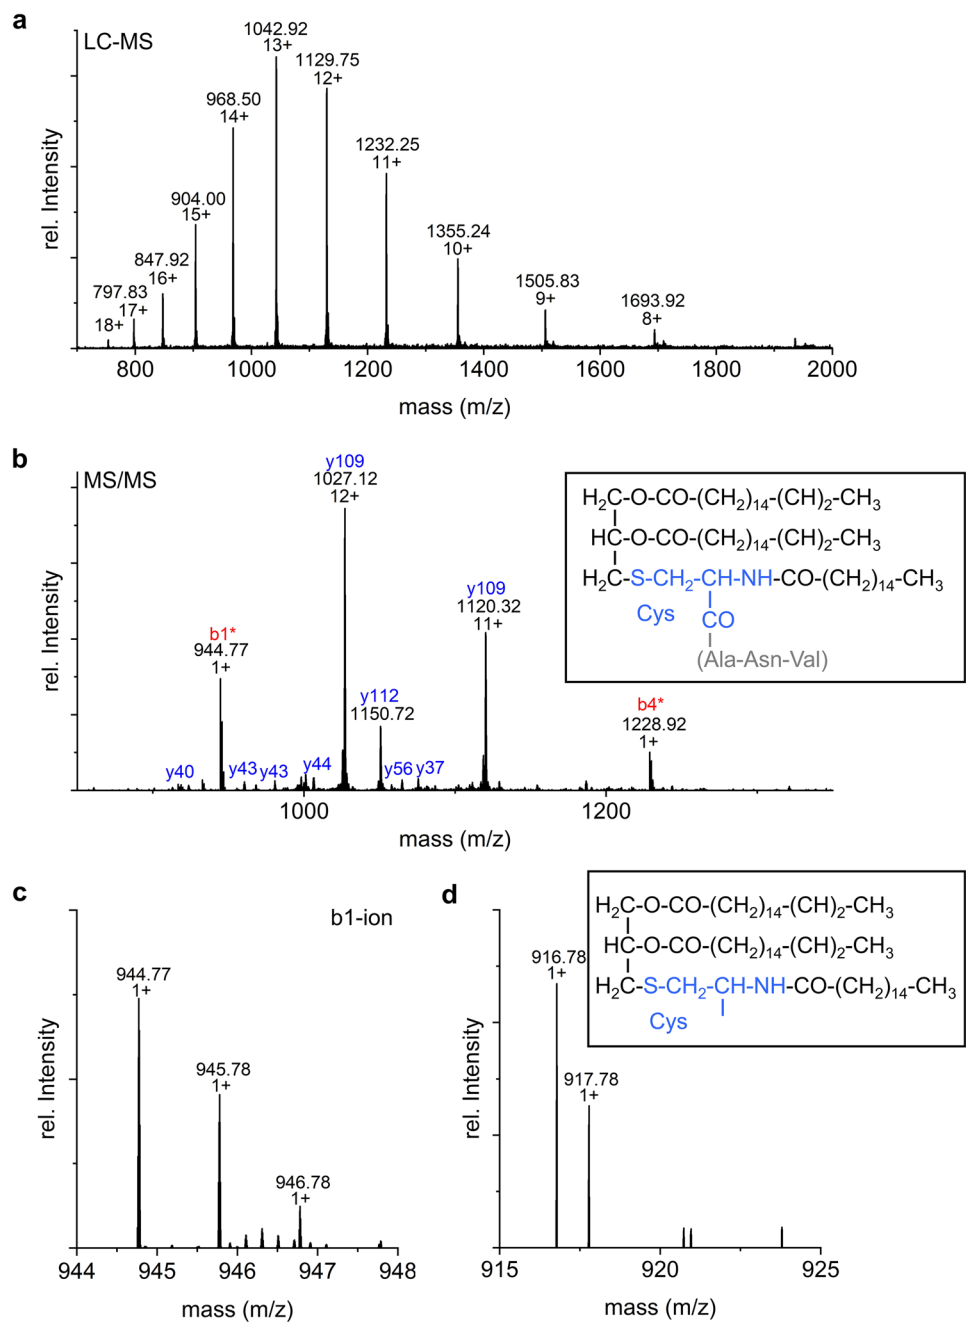 a
LC-MS
rel. Intensity
797.83
17+
18+
847.92
16+
904.00
15+
968.50
14+
1042.92
13+
1129.75
12+
1232.25
11+
1355.24
10+
1505.83
9+
1693.92
8+
800
1000
1200
1400
1600
1800
2000
mass (m/z)
b
MS/MS
rel. Intensity
y40
b1*
944.77
1+
y43
y43
y44
y109
1027.12
12+
y112
1150.72
y56
y37
y109
1120.32
11+
b4*
1228.92
1+
H2C-O-CO-(CH2)14-(CH)2-CH3
HC-O-CO-(CH2)14-(CH)2-CH3
H2C-S-CH2-CH-NH-CO-(CH2)14-CH3
Cys
CO
(Ala-Asn-Val)
1000
1200
mass (m/z)
c
b1-ion
rel. Intensity
944.77
1+
945.78
1+
946.78
1+
944
945
946
947
948
mass (m/z)
d
rel. Intensity
916.78
1+
917.78
1+
H2C-O-CO-(CH2)14-(CH)2-CH3
HC-O-CO-(CH2)14-(CH)2-CH3
H2C-S-CH2-CH-NH-CO-(CH2)14-CH3
Cys
915
920
925
mass (m/z)